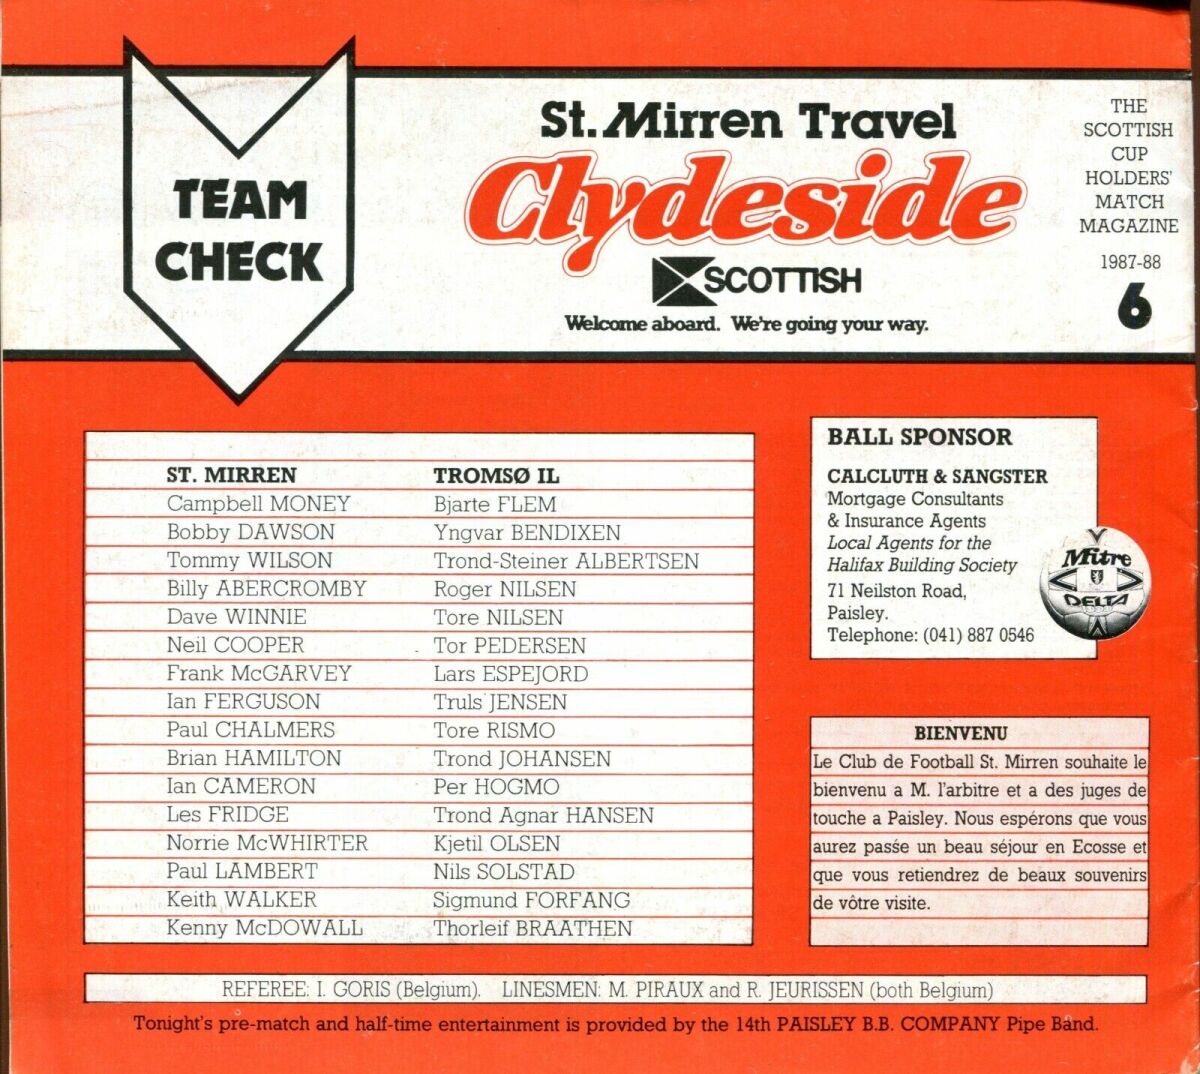 TEAM
CHECK
St. Mirren Travel
Clydeside
SCOTTISH
Welcome aboard. We're going your way.
THE
SCOTTISH
CUP
HOLDERS'
MATCH
MAGAZINE
1987-88
6
ST. MIRREN TROMSØ IL
Campbell MONEY Bjarte FLEM
Bobby DAWSON Yngvar BENDIXEN
Tommy WILSON Trond-Steiner ALBERTSEN
Billy ABERCROMBY Roger NILSEN
Dave WINNIE Tore NILSEN
Neil COOPER Tor PEDERSEN
Frank McGARVEY Lars ESPEJORD
Ian FERGUSON Truls JENSEN
Paul CHALMERS Tore RISMO
Brian HAMILTON Trond JOHANSEN
Ian CAMERON Per HOGMO
Les FRIDGE Trond Agnar HANSEN
Norrie McWHIRTER Kjetil OLSEN
Paul LAMBERT Nils SOLSTAD
Keith WALKER Sigmund FORFANG
Kenny McDOWALL Thorleif BRAATHEN
BALL SPONSOR
CALCLUTH & SANGSTER
Mortgage Consultants
& Insurance Agents
Local Agents for the
Halifax Building Society
71 Neilston Road,
Paisley.
Telephone: (041) 887 0546
Mitre
DELTA
BIENVENU
Le Club de Football St. Mirren souhaite le
bienvenu a M. l'arbitre et a des juges de
touche a Paisley. Nous espérons que vous
aurez passée un beau séjour en Ecosse et
que vous retiendrez de beaux souvenirs
de vôtre visite.
REFEREE: I. GORIS (Belgium). LINESMEN: M. PIRAUX and R. JEURISSEN (both Belgium)
Tonight's pre-match and half-time entertainment is provided by the 14th PAISLEY B.B. COMPANY Pipe Band.